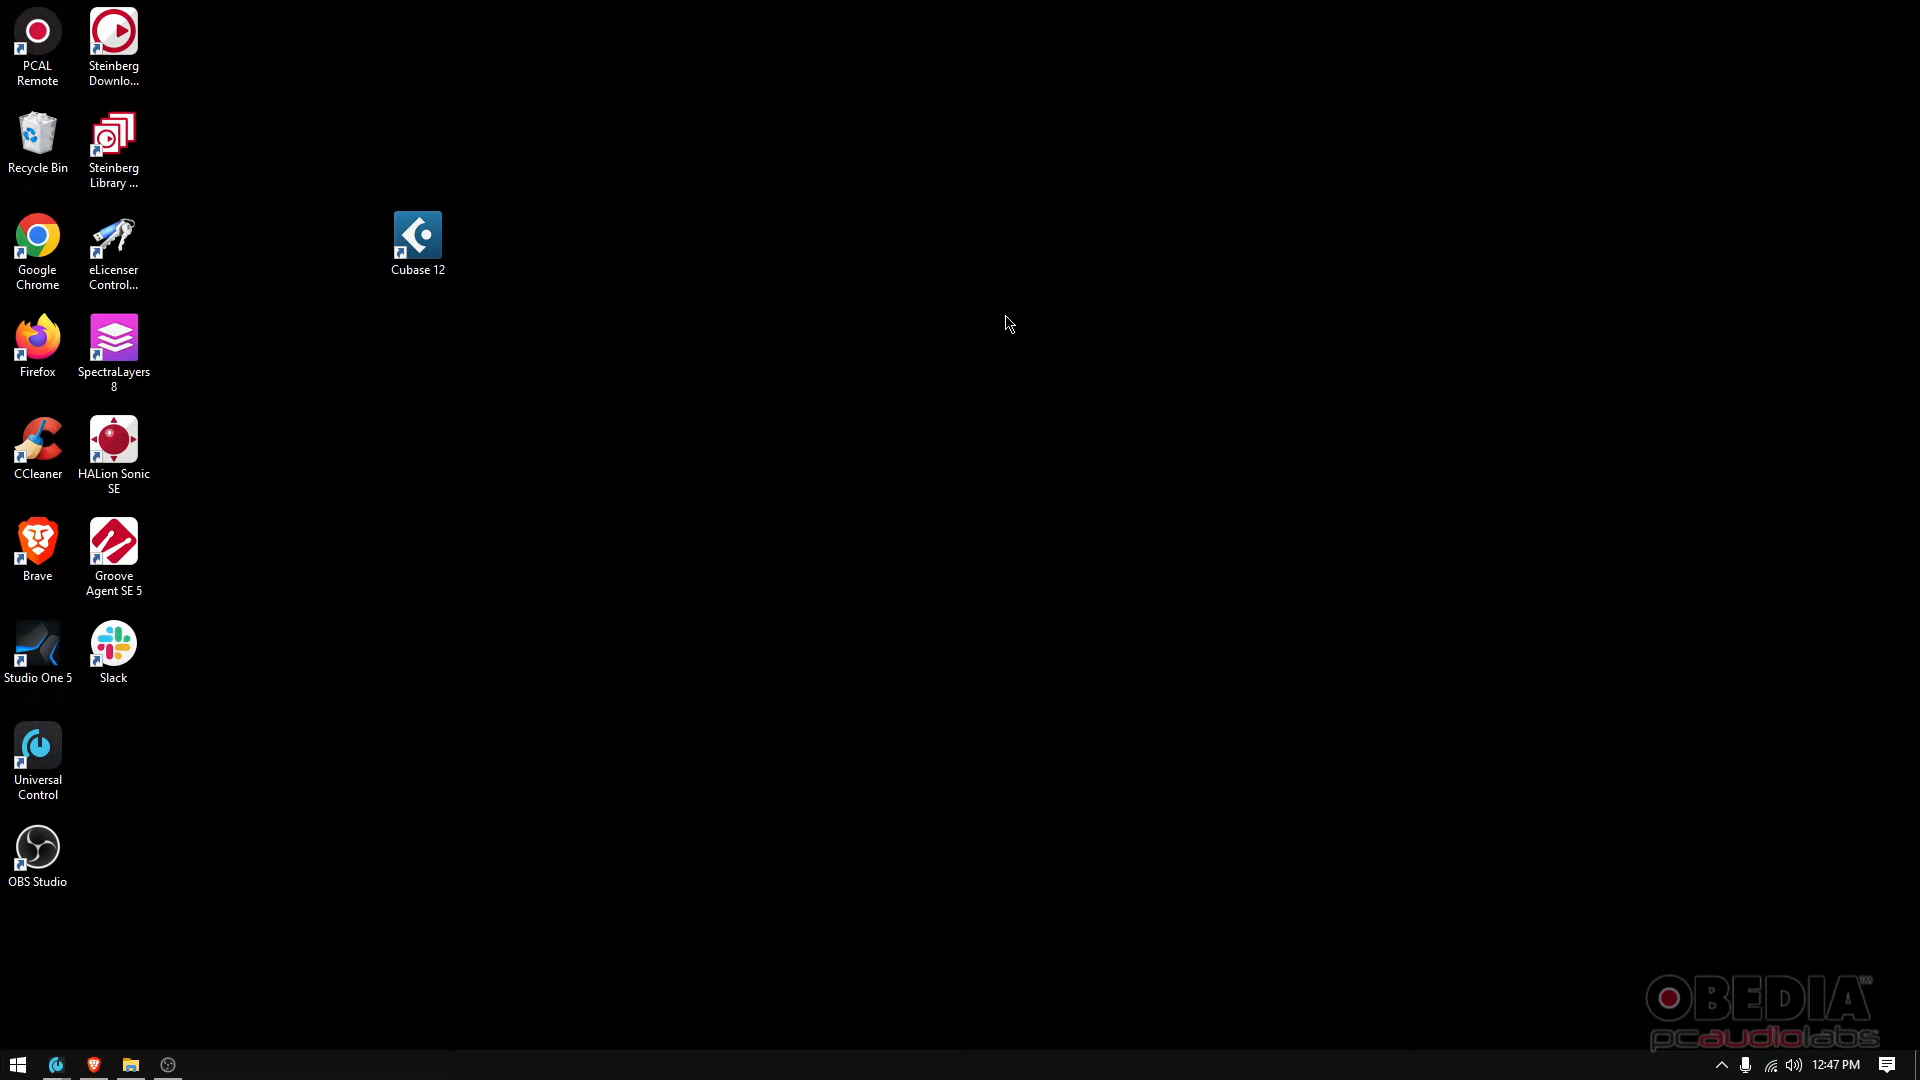 PCAL
Remote
Steinberg
Downlo...
Recycle Bin
Steinberg
Library ...
Google
Chrome
eLicenser
Control...
Cubase 12
Firefox
SpectraLayers
8
CCleaner
HALion Sonic
SE
Brave
Groove
Agent SE 5
Studio One 5
Slack
Universal
Control
OBS Studio
OBEDIA™
pcaudiolabs
12:47 PM